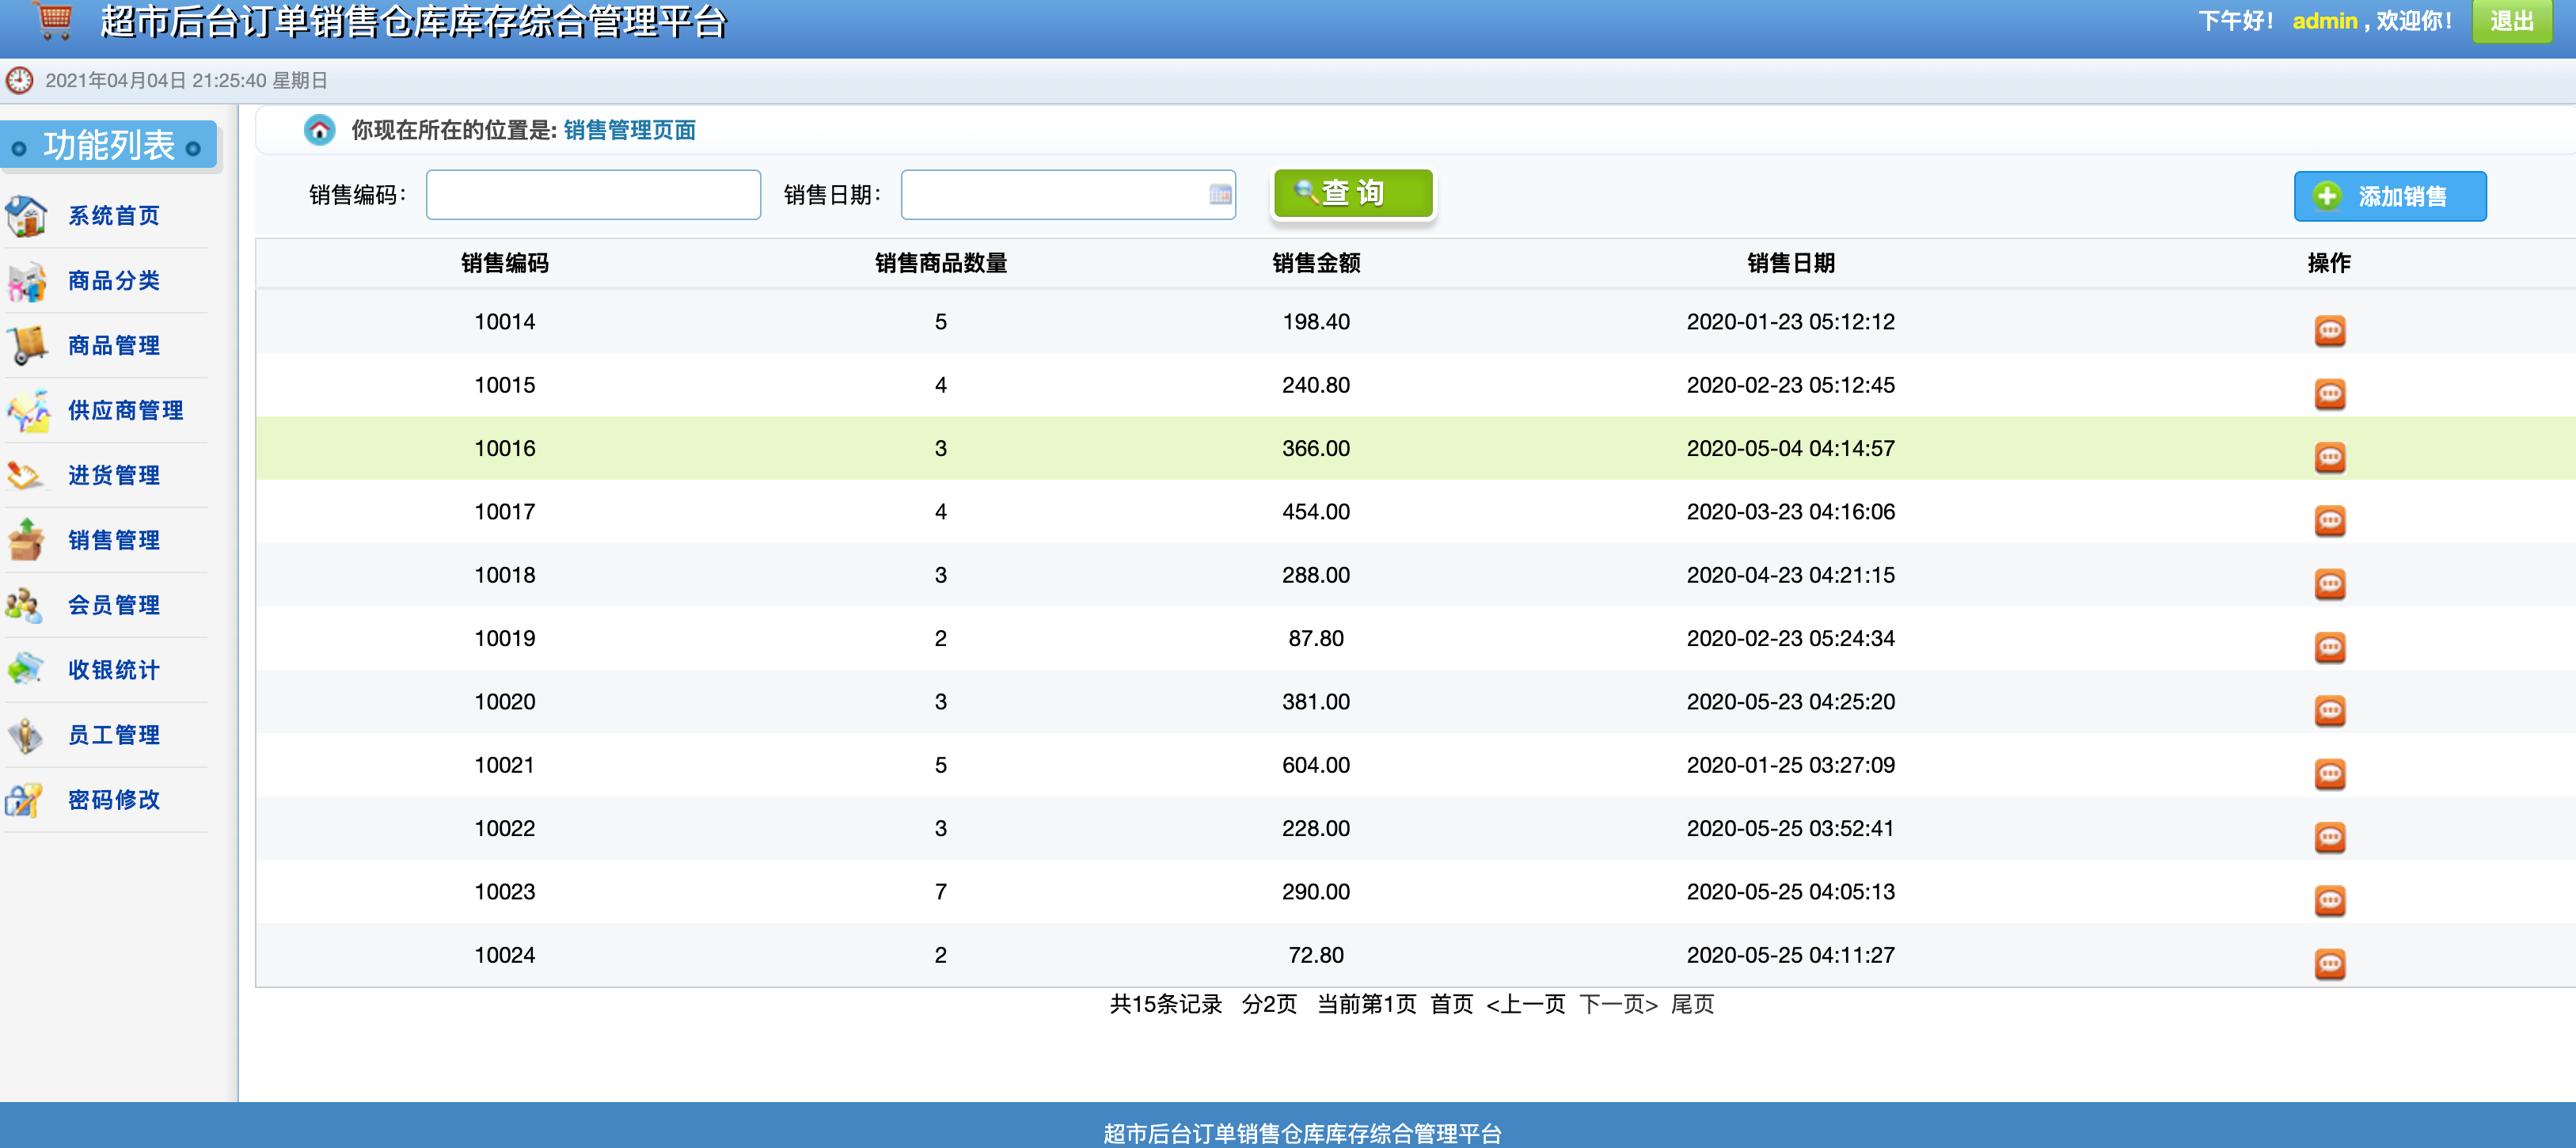 超市后台订单销售仓库库存综合管理平台
下午好！ admin , 欢迎你！ 退出
2021年04月04日 21:25:40 星期日
功能列表
系统首页
商品分类
商品管理
供应商管理
进货管理
销售管理
会员管理
收银统计
员工管理
密码修改
你现在所在的位置是: 销售管理页面
销售编码： 销售日期： 查 询 添加销售
销售编码 销售商品数量 销售金额 销售日期 操作
10014 5 198.40 2020-01-23 05:12:12
10015 4 240.80 2020-02-23 05:12:45
10016 3 366.00 2020-05-04 04:14:57
10017 4 454.00 2020-03-23 04:16:06
10018 3 288.00 2020-04-23 04:21:15
10019 2 87.80 2020-02-23 05:24:34
10020 3 381.00 2020-05-23 04:25:20
10021 5 604.00 2020-01-25 03:27:09
10022 3 228.00 2020-05-25 03:52:41
10023 7 290.00 2020-05-25 04:05:13
10024 2 72.80 2020-05-25 04:11:27
共15条记录 分2页 当前第1页 首页 <上一页 下一页> 尾页
超市后台订单销售仓库库存综合管理平台